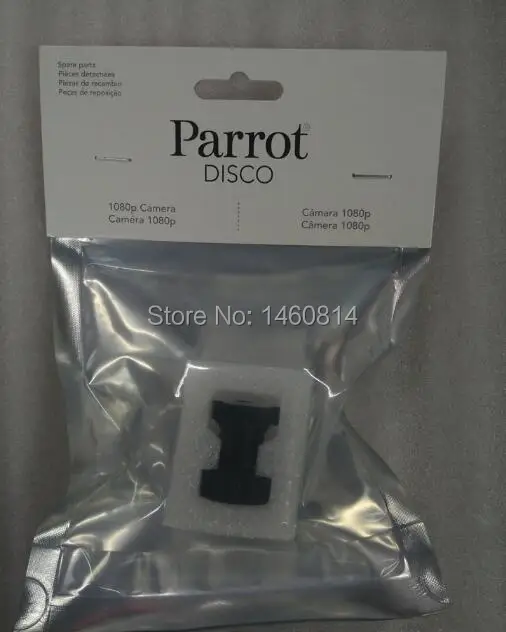 Spare parts
Pièces détachées
Piezas de recambio
Peças de reposição
Parrot®
DISCO
1080p Camera
Caméra 1080p
Cámara 1080p
Câmera 1080p
Store No: 1460814